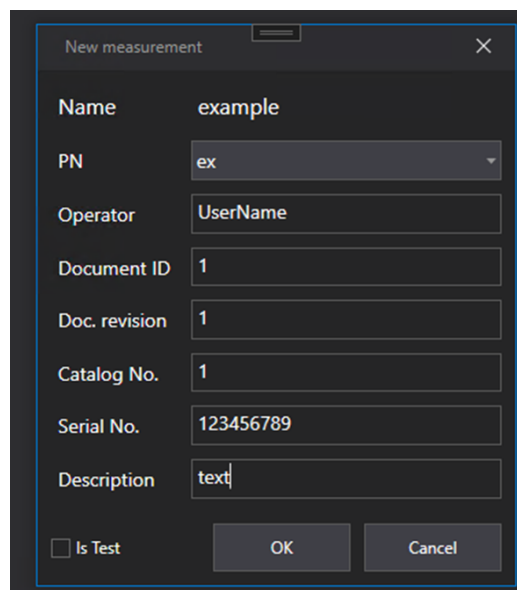 New measurement
Name example
PN ex
Operator UserName
Document ID 1
Doc. revision 1
Catalog No. 1
Serial No. 123456789
Description text
Is Test OK Cancel